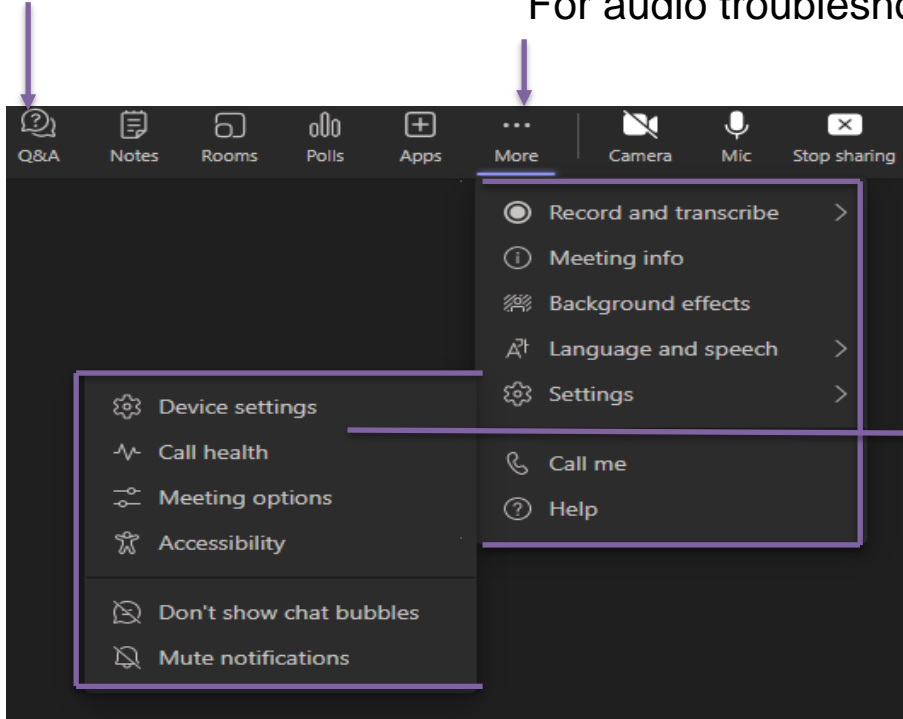 For audio troublesho
Q&A Notes Rooms Polls Apps More Camera Mic Stop sharing
Record and transcribe
Meeting info
Background effects
Language and speech
Settings
Call me
Help
Device settings
Call health
Meeting options
Accessibility
Don't show chat bubbles
Mute notifications